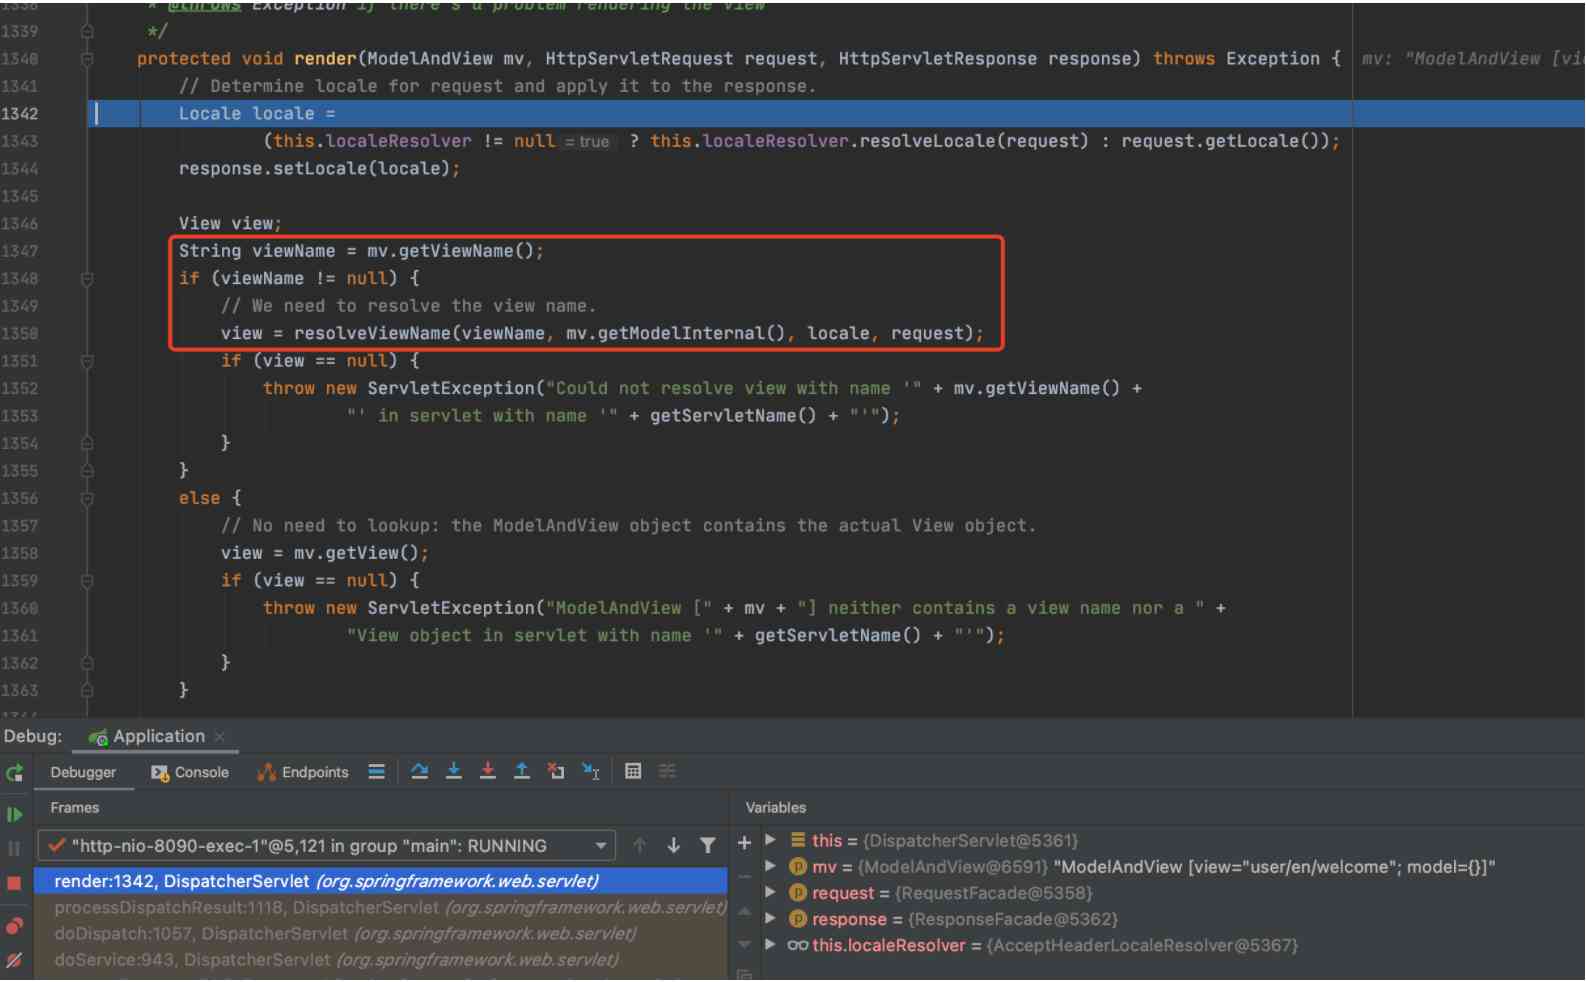 1338 * @throws Exception if there's a problem rendering the view
1339 */
1340 protected void render(ModelAndView mv, HttpServletRequest request, HttpServletResponse response) throws Exception { mv: "ModelAndView [vi
1341 // Determine locale for request and apply it to the response.
1342 Locale locale =
1343 (this.localeResolver != null = true ? this.localeResolver.resolveLocale(request) : request.getLocale());
1344 response.setLocale(locale);
1345
1346 View view;
1347 String viewName = mv.getViewName();
1348 if (viewName != null) {
1349 // We need to resolve the view name.
1350 view = resolveViewName(viewName, mv.getModelInternal(), locale, request);
1351 if (view == null) {
1352 throw new ServletException("Could not resolve view with name '" + mv.getViewName() +
1353 "' in servlet with name '" + getServletName() + "'");
1354 }
1355 }
1356 else {
1357 // No need to lookup: the ModelAndView object contains the actual View object.
1358 view = mv.getView();
1359 if (view == null) {
1360 throw new ServletException("ModelAndView [" + mv + "] neither contains a view name nor a " +
1361 "View object in servlet with name '" + getServletName() + "'");
1362 }
1363 }
Debug: Application
Debugger Console Endpoints
Frames
"http-nio-8090-exec-1"@5,121 in group "main": RUNNING
render:1342, DispatcherServlet (org.springframework.web.servlet)
processDispatchResult:1118, DispatcherServlet (org.springframework.web.servlet)
doDispatch:1057, DispatcherServlet (org.springframework.web.servlet)
doService:943, DispatcherServlet (org.springframework.web.servlet)
Variables
this = {DispatcherServlet@5361}
mv = {ModelAndView@6591} "ModelAndView [view="user/en/welcome"; model={}]"
request = {RequestFacade@5358}
response = {ResponseFacade@5362}
this.localeResolver = {AcceptHeaderLocaleResolver@5367}